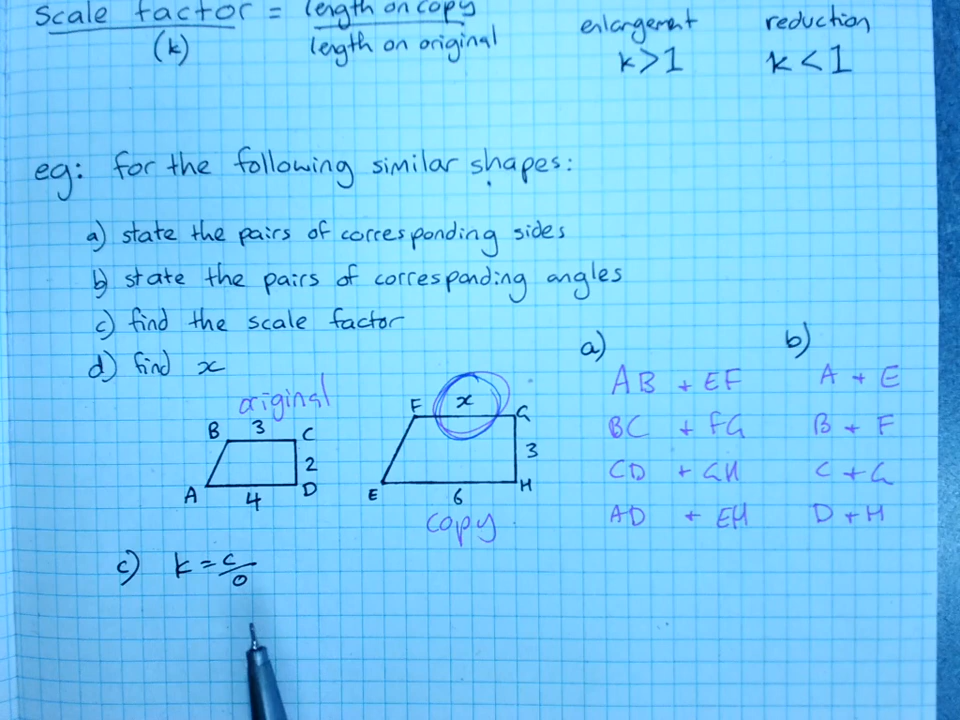 scale factor = length on copy
(k) length on original
enlargement reduction
k > 1 k < 1
eg: for the following similar shapes:
a) state the pairs of corresponding sides
b) state the pairs of corresponding angles
c) find the scale factor
d) find x
original
B 3 C
2
A 4 D
F x G
3
E 6 H
copy
a)
AB + EF
BC + FG
CD + GH
AD + EH
b)
A + E
B + F
C + G
D + H
c) k = c/o